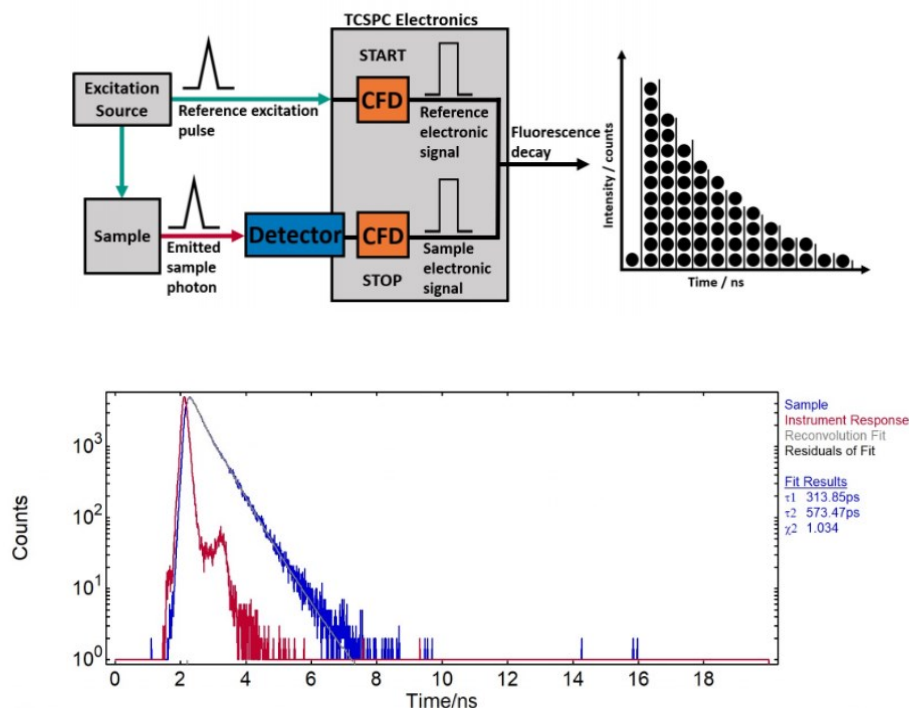 TCSPC Electronics
START
Excitation
Source
Reference excitation
pulse
CFD
Reference
electronic
signal
Fluorescence
decay
Sample
Emitted
sample
photon
Detector
CFD
STOP
Sample
electronic
signal
Intensity / counts
Time / ns
Counts
10³
10²
10¹
10⁰
0 2 4 6 8 10 12 14 16 18
Time/ns
Sample
Instrument Response
Reconvolution Fit
Residuals of Fit
Fit Results
τ1 313.85ps
τ2 573.47ps
χ2 1.034